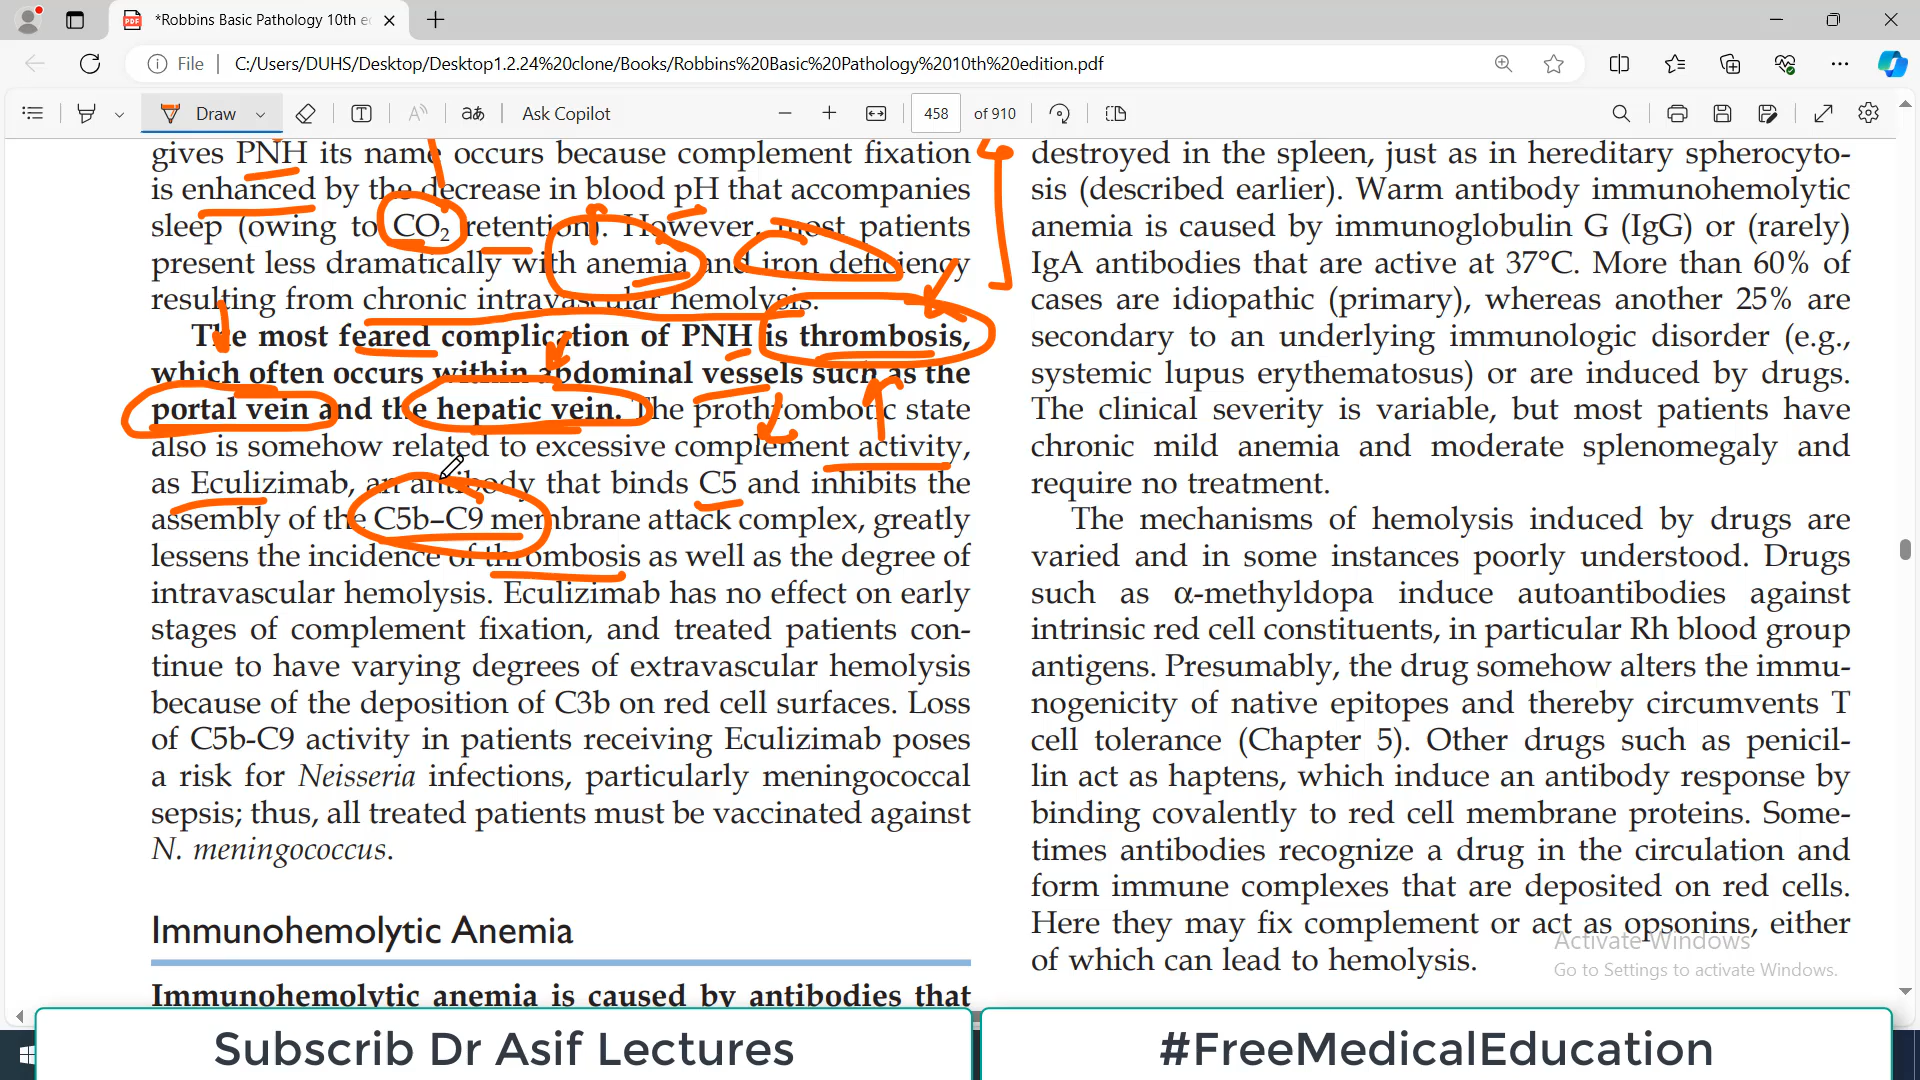 *Robbins Basic Pathology 10th e
File
C:/Users/DUHS/Desktop/Desktop1.2.24%20clone/Books/Robbins%20Basic%20Pathology%2010th%20edition.pdf
Draw
aあ
Ask Copilot
458
of 910
gives PNH its name occurs because complement fixation
is enhanced by the decrease in blood pH that accompanies
sleep (owing to CO2 retention). However, most patients
present less dramatically with anemia and iron deficiency
resulting from chronic intravascular hemolysis.
The most feared complication of PNH is thrombosis,
which often occurs within abdominal vessels such as the
portal vein and the hepatic vein. The prothrombotic state
also is somehow related to excessive complement activity,
as Eculizimab, an antibody that binds C5 and inhibits the
assembly of the C5b–C9 membrane attack complex, greatly
lessens the incidence of thrombosis as well as the degree of
intravascular hemolysis. Eculizimab has no effect on early
stages of complement fixation, and treated patients con-
tinue to have varying degrees of extravascular hemolysis
because of the deposition of C3b on red cell surfaces. Loss
of C5b-C9 activity in patients receiving Eculizimab poses
a risk for Neisseria infections, particularly meningococcal
sepsis; thus, all treated patients must be vaccinated against
N. meningococcus.
Immunohemolytic Anemia
Immunohemolytic anemia is caused by antibodies that
destroyed in the spleen, just as in hereditary spherocyto-
sis (described earlier). Warm antibody immunohemolytic
anemia is caused by immunoglobulin G (IgG) or (rarely)
IgA antibodies that are active at 37°C. More than 60% of
cases are idiopathic (primary), whereas another 25% are
secondary to an underlying immunologic disorder (e.g.,
systemic lupus erythematosus) or are induced by drugs.
The clinical severity is variable, but most patients have
chronic mild anemia and moderate splenomegaly and
require no treatment.
The mechanisms of hemolysis induced by drugs are
varied and in some instances poorly understood. Drugs
such as α-methyldopa induce autoantibodies against
intrinsic red cell constituents, in particular Rh blood group
antigens. Presumably, the drug somehow alters the immu-
nogenicity of native epitopes and thereby circumvents T
cell tolerance (Chapter 5). Other drugs such as penicil-
lin act as haptens, which induce an antibody response by
binding covalently to red cell membrane proteins. Some-
times antibodies recognize a drug in the circulation and
form immune complexes that are deposited on red cells.
Here they may fix complement or act as opsonins, either
of which can lead to hemolysis.
Activate Windows
Go to Settings to activate Windows.
Subscrib Dr Asif Lectures
#FreeMedicalEducation